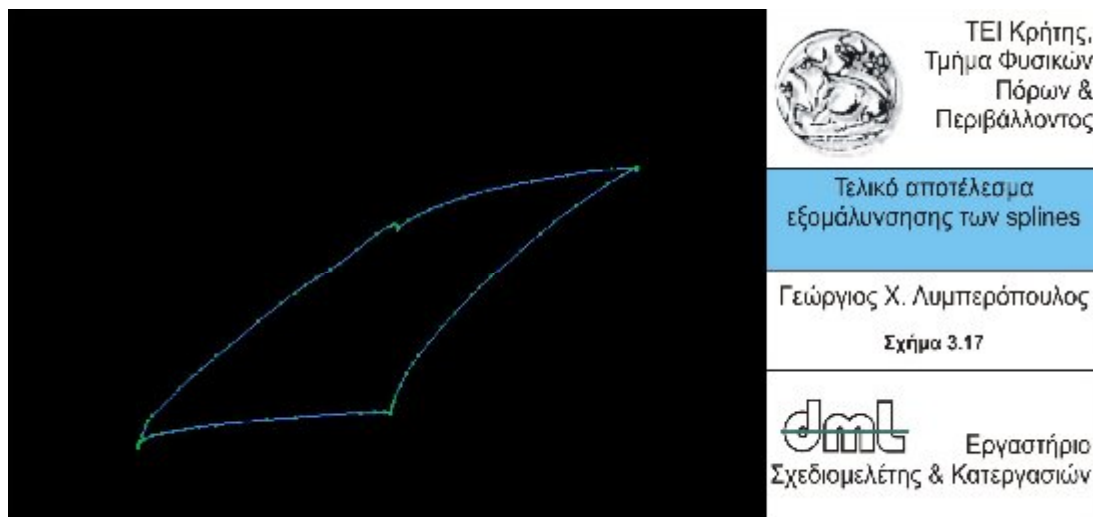 ΤΕΙ Κρήτης,
Τμήμα Φυσικών
Πόρων &
Περιβάλλοντος
Τελικό αποτέλεσμα
εξομάλυνσησης των splines
Γεώργιος Χ. Λυμπερόπουλος
Σχήμα 3.17
dmL
Εργαστήριο
Σχεδιομελέτης & Κατεργασιών